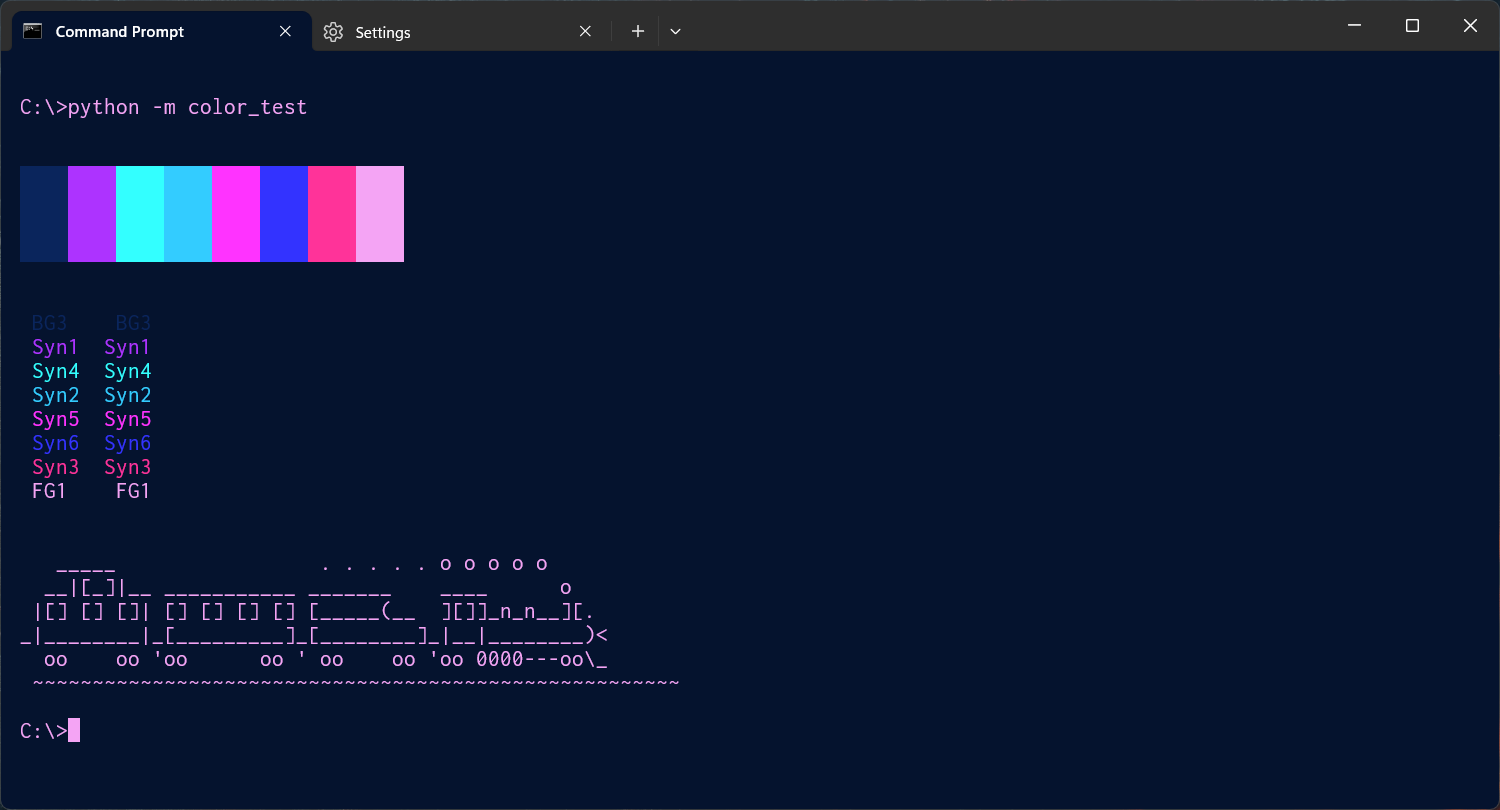 Command Prompt Settings
C:\>python -m color_test
BG3    BG3
Syn1  Syn1
Syn4  Syn4
Syn2  Syn2
Syn5  Syn5
Syn6  Syn6
Syn3  Syn3
FG1    FG1
   _____                 . . . . . o o o o o
  __|[_]|__ ___________ _______    ____      o
 |[] [] []| [] [] [] [] [_____(__  ][]]_n_n__][.
_|________|_[_________]_[________]_|__|________)<
  oo    oo 'oo      oo ' oo    oo 'oo 0000---oo\_
 ~~~~~~~~~~~~~~~~~~~~~~~~~~~~~~~~~~~~~~~~~~~~~~~~~~~~~~
C:\>